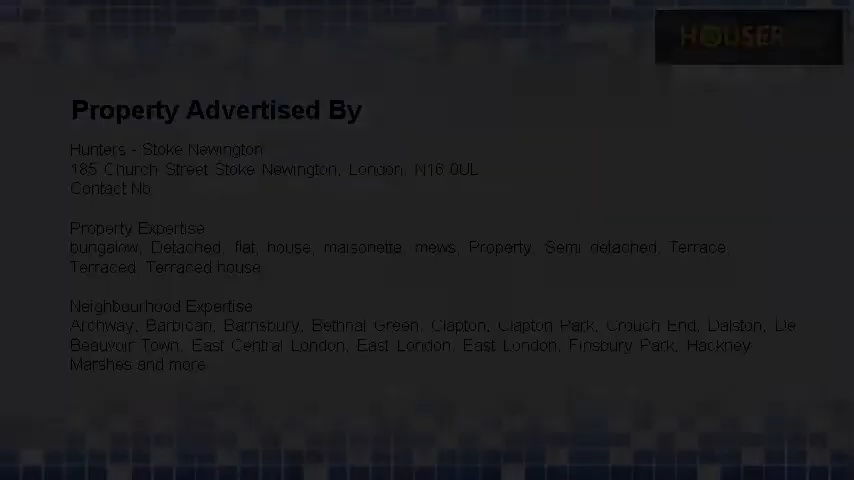 HOUSER
Property Advertised By
Hunters - Stoke Newington
185 Church Street Stoke Newington, London, N16 0UL
Contact No
Property Expertise
bungalow, Detached, flat, house, maisonette, mews, Property, Semi detached, Terrace,
Terraced, Terraced house
Neighbourhood Expertise
Archway, Barbican, Barnsbury, Bethnal Green, Clapton, Clapton Park, Crouch End, Dalston, De
Beauvoir Town, East Central London, East London, East London, Finsbury Park, Hackney
Marshes and more